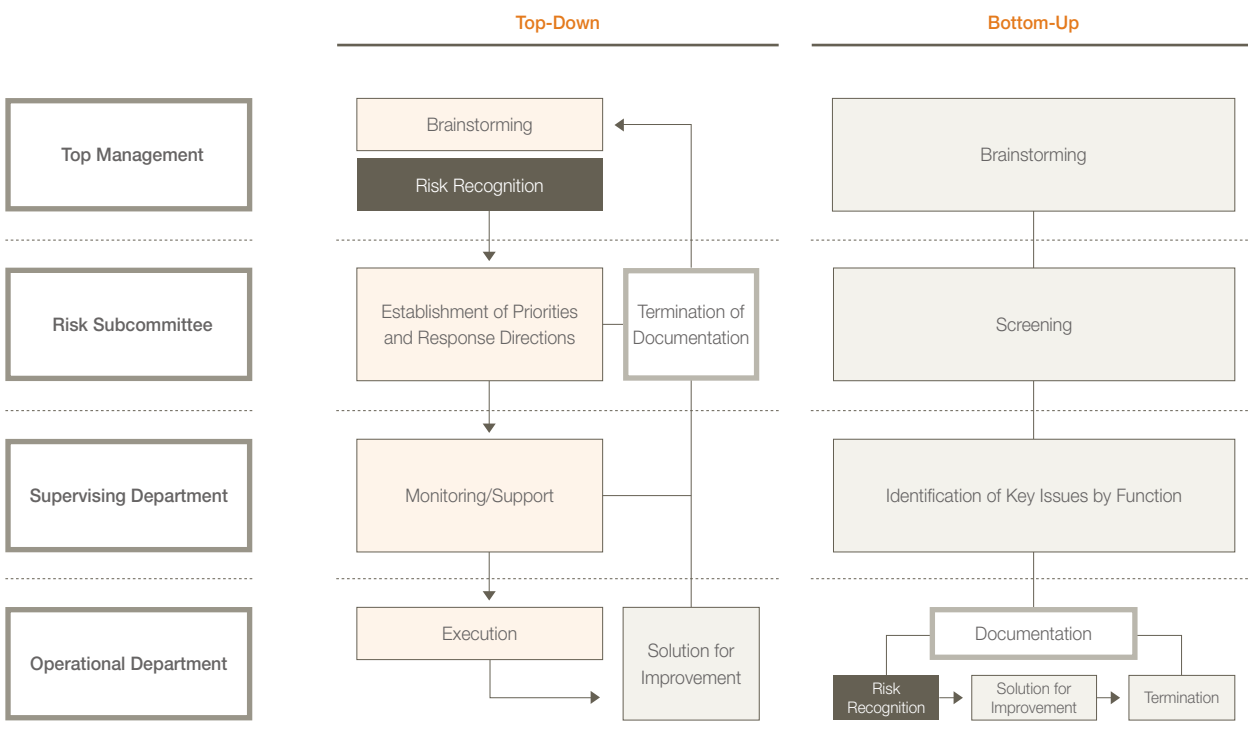 Top-Down
Bottom-Up
Top Management
Brainstorming
Risk Recognition
Brainstorming
Risk Subcommittee
Establishment of Priorities
and Response Directions
Termination of
Documentation
Screening
Supervising Department
Monitoring/Support
Identification of Key Issues by Function
Operational Department
Execution
Solution for
Improvement
Documentation
Risk
Recognition
Solution for
Improvement
Termination